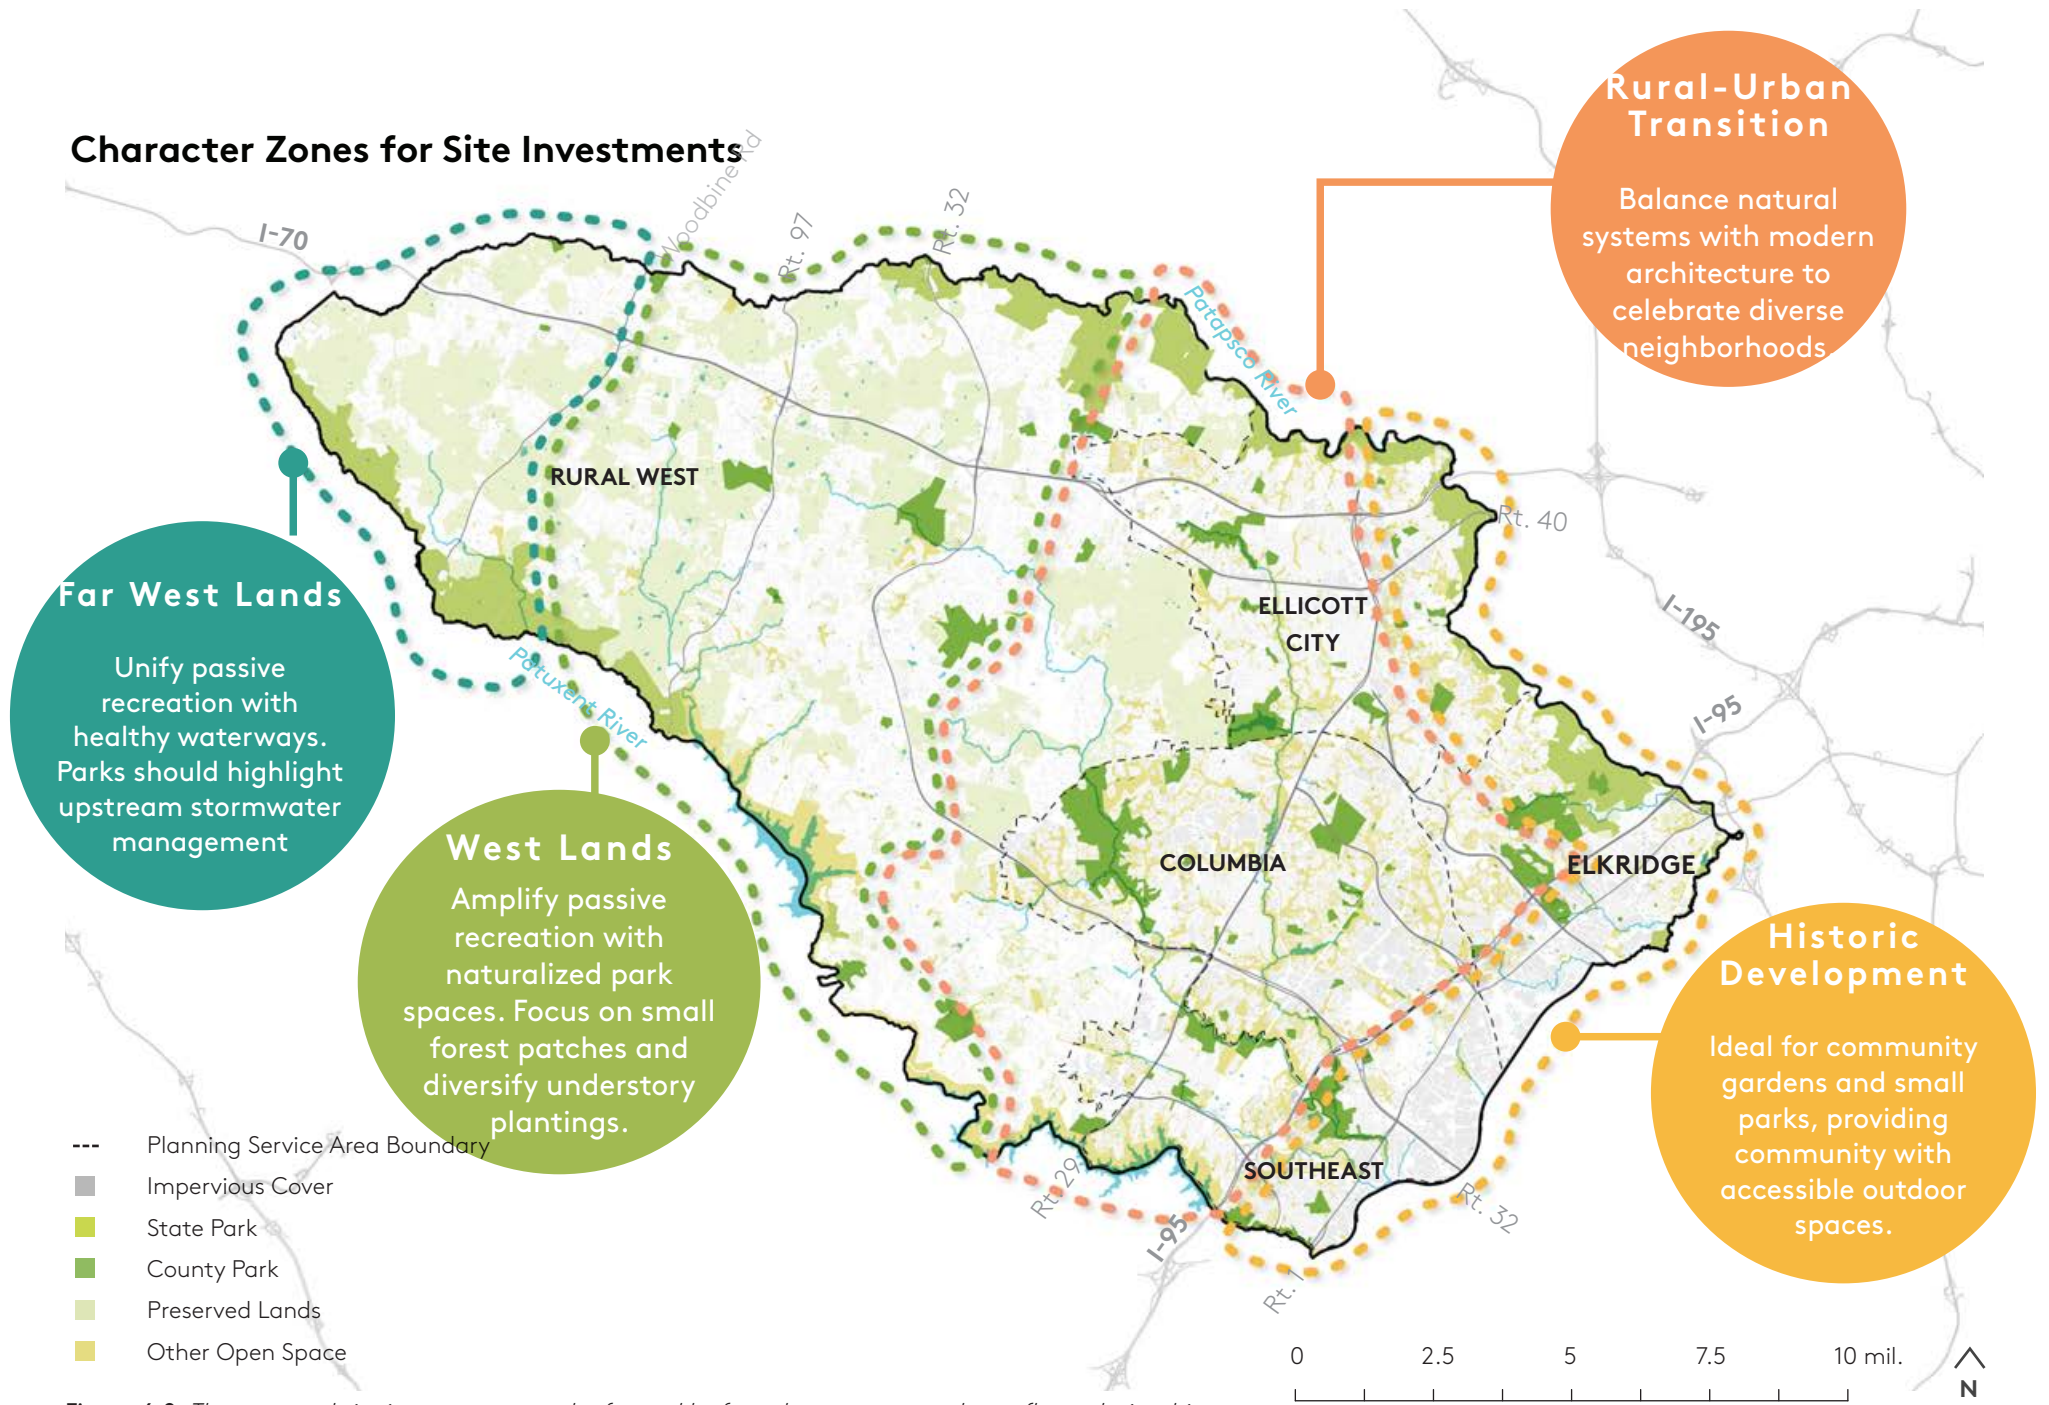 Character Zones for Site Investments
Rural-Urban
Transition
Balance natural
systems with modern
architecture to
celebrate diverse
neighborhoods.
Woodbine Rd
Rt. 97
Rt. 32
I-70
Patapsco River
RURAL WEST
Rt. 40
Far West Lands
Unify passive
recreation with
healthy waterways.
Parks should highlight
upstream stormwater
management
ELLICOTT
CITY
I-195
Patuxent River
I-95
West Lands
Amplify passive
recreation with
naturalized park
spaces. Focus on small
forest patches and
diversify understory
plantings.
COLUMBIA
ELKRIDGE
Historic
Development
Ideal for community
gardens and small
parks, providing
community with
accessible outdoor
spaces.
SOUTHEAST
Rt. 29
I-95
Rt. 1
Rt. 32
Planning Service Area Boundary
Impervious Cover
State Park
County Park
Preserved Lands
Other Open Space
0 2.5 5 7.5 10 mil.
N